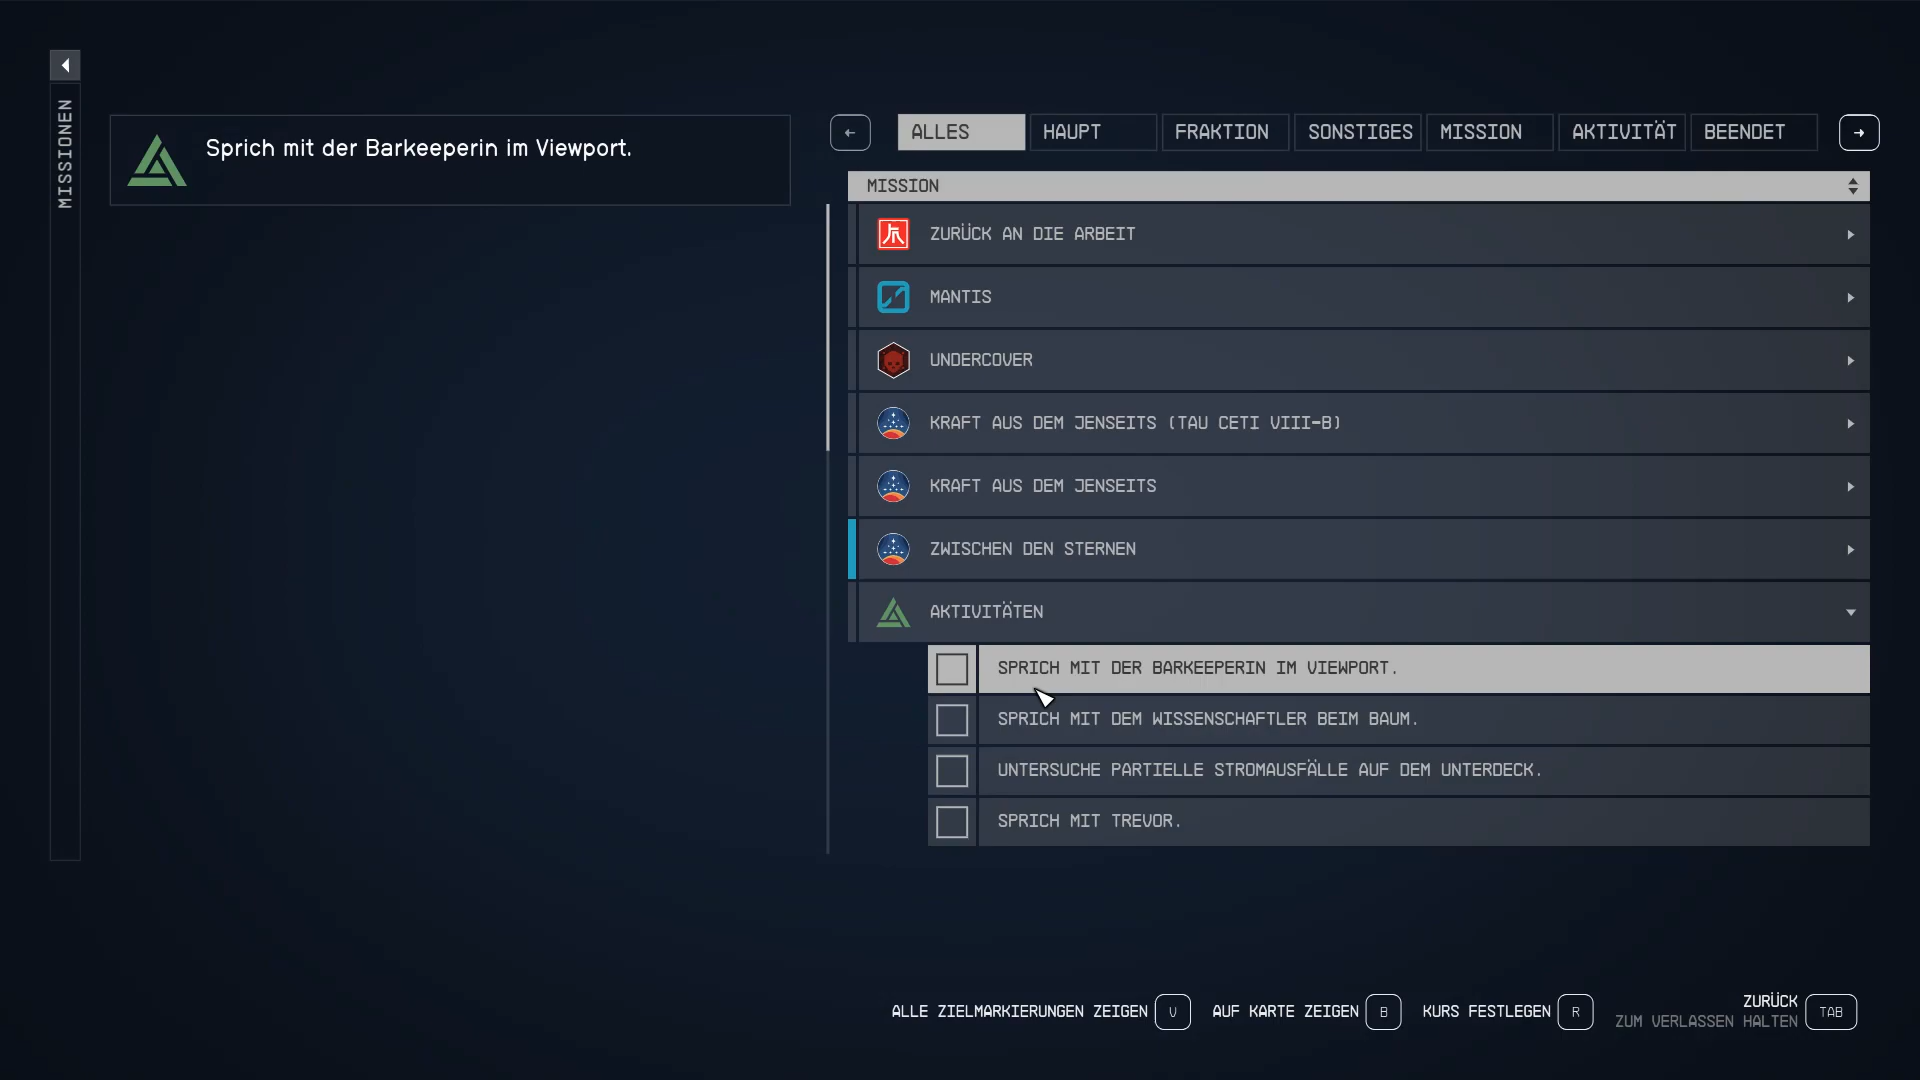 MISSIONEN
Sprich mit der Barkeeperin im Viewport.
ALLES HAUPT FRAKTION SONSTIGES MISSION AKTIVITÄT BEENDET
MISSION
ZURÜCK AN DIE ARBEIT
MANTIS
UNDERCOVER
KRAFT AUS DEM JENSEITS (TAU CETI VIII-B)
KRAFT AUS DEM JENSEITS
ZWISCHEN DEN STERNEN
AKTIVITÄTEN
SPRICH MIT DER BARKEEPERIN IM VIEWPORT.
SPRICH MIT DEM WISSENSCHAFTLER BEIM BAUM.
UNTERSUCHE PARTIELLE STROMAUSFÄLLE AUF DEM UNTERDECK.
SPRICH MIT TREVOR.
ALLE ZIELMARKIERUNGEN ZEIGEN V AUF KARTE ZEIGEN B KURS FESTLEGEN R ZURÜCK TAB
ZUM VERLASSEN HALTEN